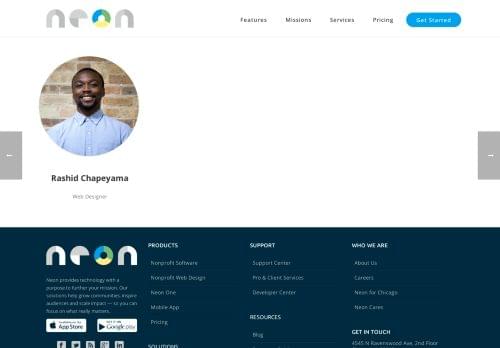 neon
Features
Missions
Services
Pricing
Get Started
←
→
Rashid Chapeyama
Web Designer
neon
Neon provides technology with a
purpose to further your mission. Our
solutions help grow communities, inspire
audiences and scale impact — so you
can focus on what really matters.
App Store
Google play
PRODUCTS
Nonprofit Software
Nonprofit Web Design
Neon One
Mobile App
Pricing
SOLUTIONS
SUPPORT
Support Center
Pro & Client Services
Developer Center
RESOURCES
Blog
WHO WE ARE
About Us
Careers
Neon for Chicago
Neon Cares
GET IN TOUCH
4545 N Ravenswood Ave, 2nd Floor